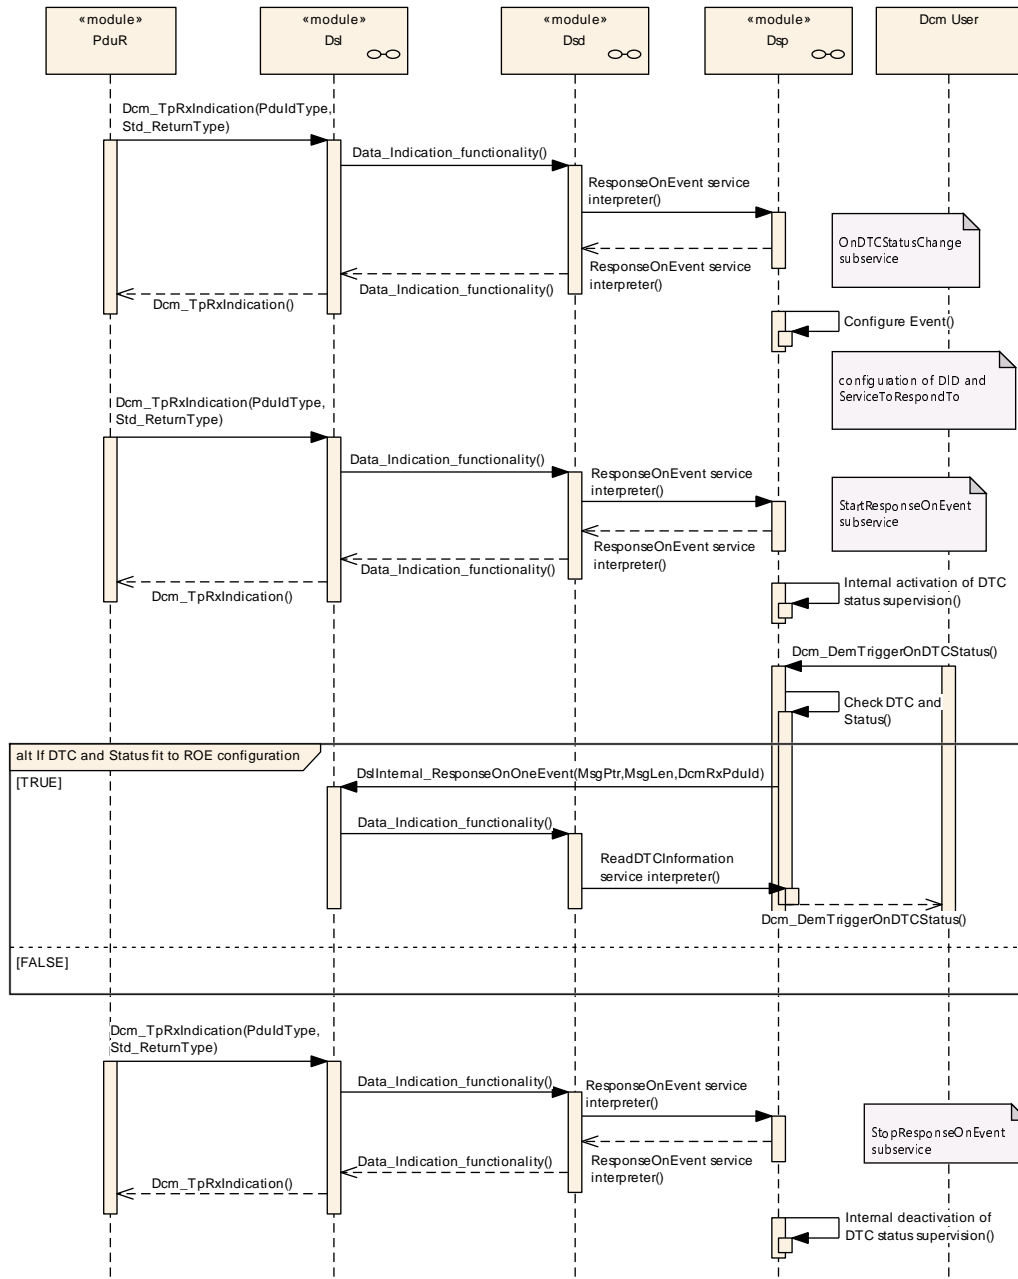 «module»
PduR
«module»
Dsl
«module»
Dsd
«module»
Dsp
Dcm User
Dcm_TpRxIndication(PduIdType,
Std_ReturnType)
Data_Indication_functionality()
ResponseOnEvent service
interpreter()
OnDTCStatusChange
subservice
ResponseOnEvent service
interpreter()
Data_Indication_functionality()
Dcm_TpRxIndication()
Configure Event()
configuration of DID and
ServiceToRespondTo
Dcm_TpRxIndication(PduIdType,
Std_ReturnType)
Data_Indication_functionality()
ResponseOnEvent service
interpreter()
StartResponseOnEvent
subservice
ResponseOnEvent service
interpreter()
Data_Indication_functionality()
Dcm_TpRxIndication()
Internal activation of DTC
status supervision()
Dcm_DemTriggerOnDTCStatus()
Check DTC and
Status()
alt If DTC and Status fit to ROE configuration
[TRUE]
DslInternal_ResponseOnOneEvent(MsgPtr,MsgLen,DcmRxPduId)
Data_Indication_functionality()
ReadDTCInformation
service interpreter()
Dcm_DemTriggerOnDTCStatus()
[FALSE]
Dcm_TpRxIndication(PduIdType,
Std_ReturnType)
Data_Indication_functionality()
ResponseOnEvent service
interpreter()
StopResponseOnEvent
subservice
ResponseOnEvent service
interpreter()
Data_Indication_functionality()
Dcm_TpRxIndication()
Internal deactivation of
DTC status supervision()